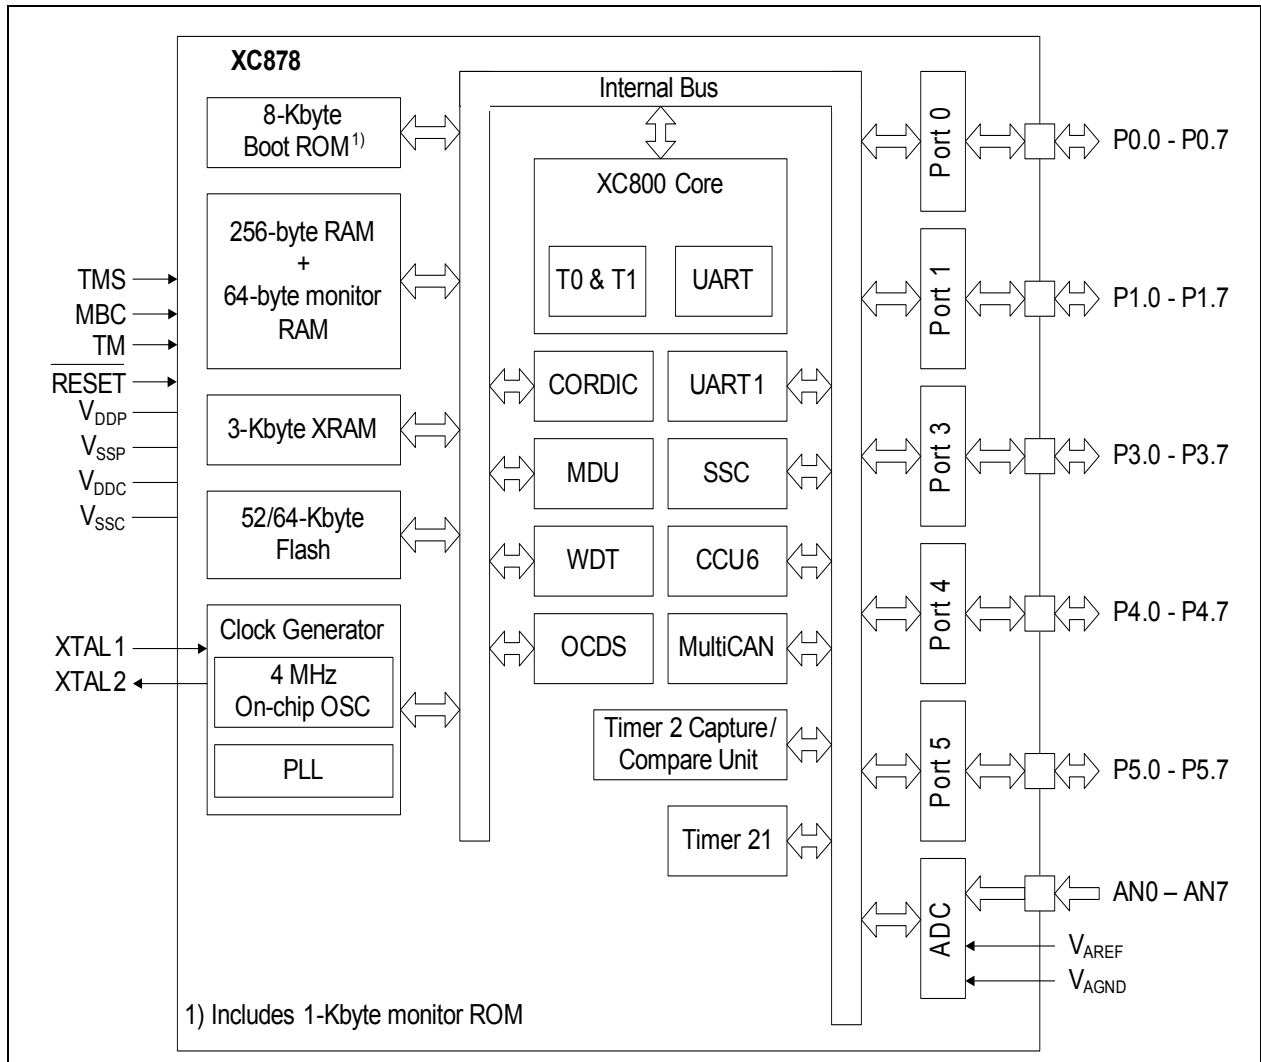 XC878
Internal Bus
8-Kbyte
Boot ROM1)
256-byte RAM
+
64-byte monitor
RAM
3-Kbyte XRAM
52/64-Kbyte
Flash
Clock Generator
4 MHz
On-chip OSC
PLL
TMS
MBC
TM
RESET
VDDP
VSSP
VDDC
VSSC
XTAL1
XTAL2
XC800 Core
T0 & T1
UART
CORDIC
UART1
MDU
SSC
WDT
CCU6
OCDS
MultiCAN
Timer 2 Capture/
Compare Unit
Timer 21
Port 0
Port 1
Port 3
Port 4
Port 5
ADC
P0.0 - P0.7
P1.0 - P1.7
P3.0 - P3.7
P4.0 - P4.7
P5.0 - P5.7
AN0 – AN7
VAREF
VAGND
1) Includes 1-Kbyte monitor ROM